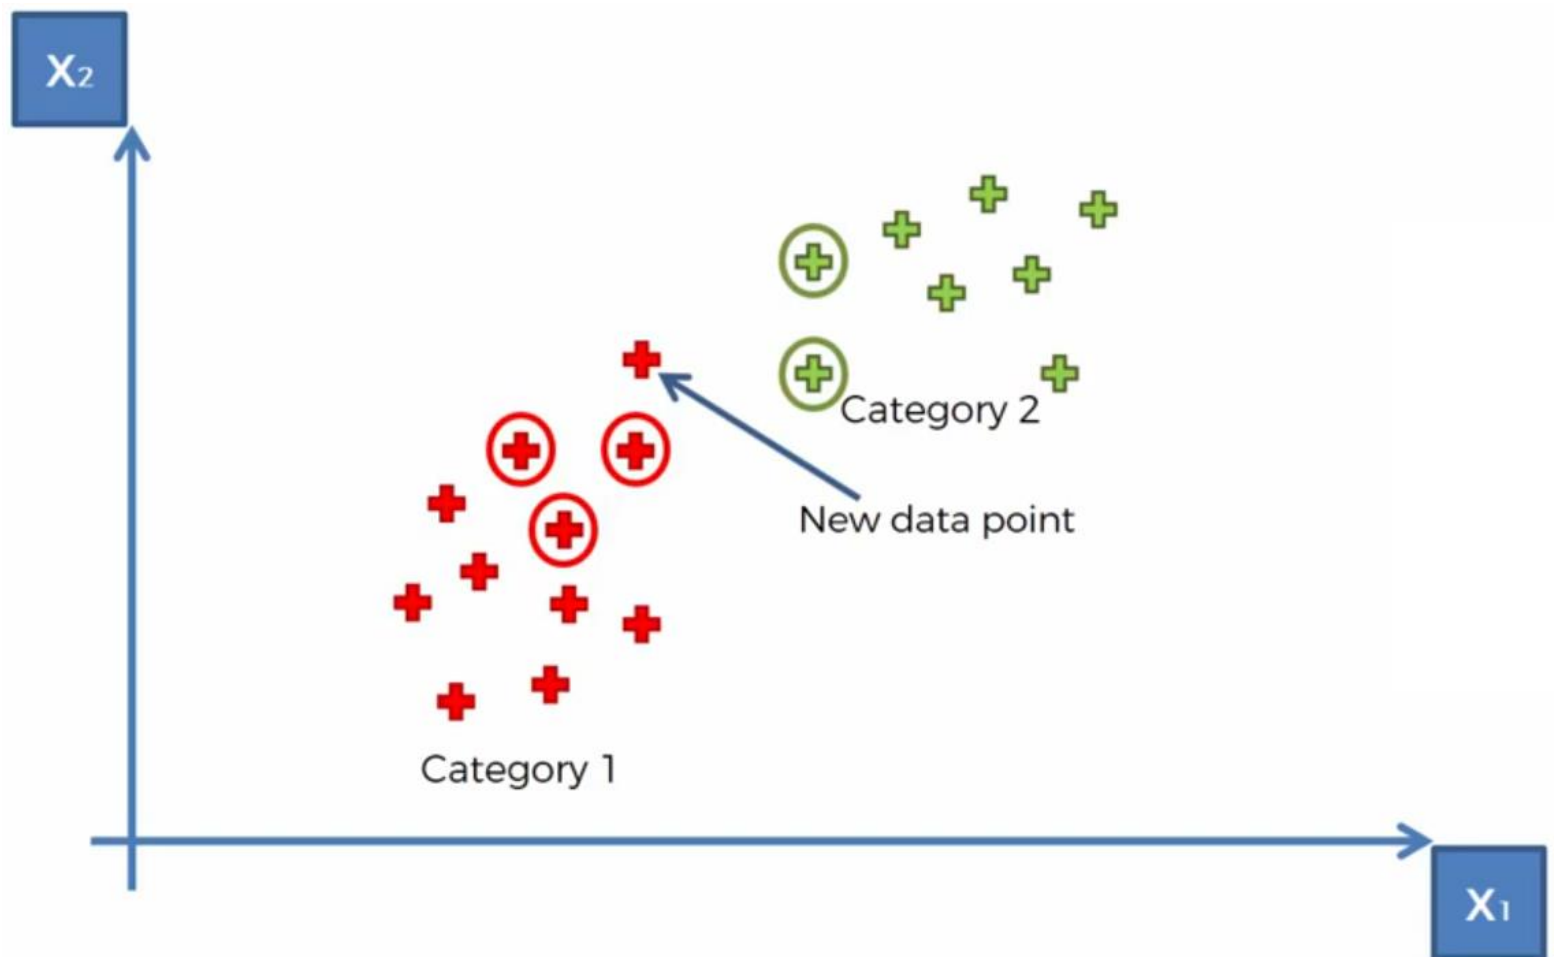 X₂
Category 2
New data point
Category 1
X₁